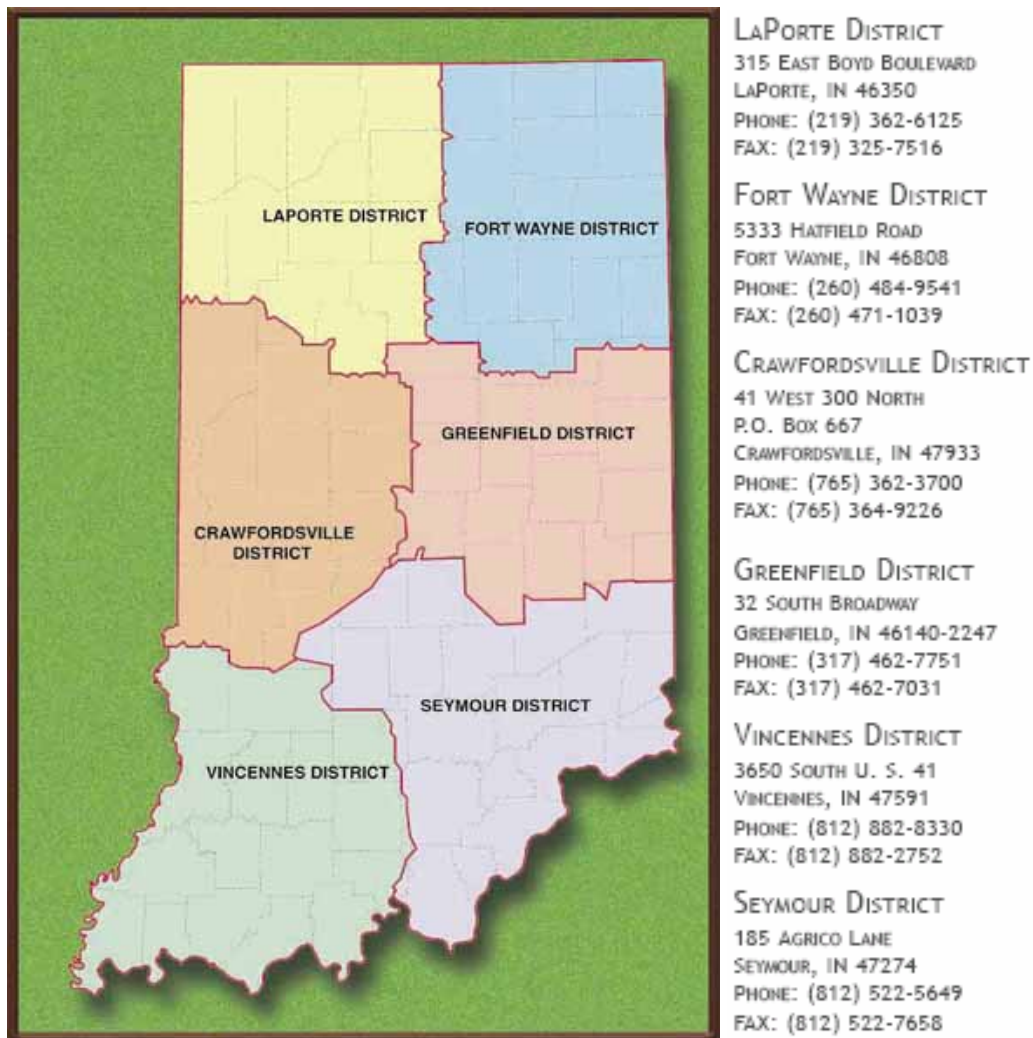 LAPORTE DISTRICT
FORT WAYNE DISTRICT
GREENFIELD DISTRICT
CRAWFORDSVILLE
DISTRICT
SEYMOUR DISTRICT
VINCENNES DISTRICT
LAPORTE DISTRICT
315 EAST BOYD BOULEVARD
LAPORTE, IN 46350
PHONE: (219) 362-6125
FAX: (219) 325-7516
FORT WAYNE DISTRICT
5333 HATFIELD ROAD
FORT WAYNE, IN 46808
PHONE: (260) 484-9541
FAX: (260) 471-1039
CRAWFORDSVILLE DISTRICT
41 WEST 300 NORTH
P.O. BOX 667
CRAWFORDSVILLE, IN 47933
PHONE: (765) 362-3700
FAX: (765) 364-9226
GREENFIELD DISTRICT
32 SOUTH BROADWAY
GREENFIELD, IN 46140-2247
PHONE: (317) 462-7751
FAX: (317) 462-7031
VINCENNES DISTRICT
3650 SOUTH U. S. 41
VINCENNES, IN 47591
PHONE: (812) 882-8330
FAX: (812) 882-2752
SEYMOUR DISTRICT
185 AGRICO LANE
SEYMOUR, IN 47274
PHONE: (812) 522-5649
FAX: (812) 522-7658